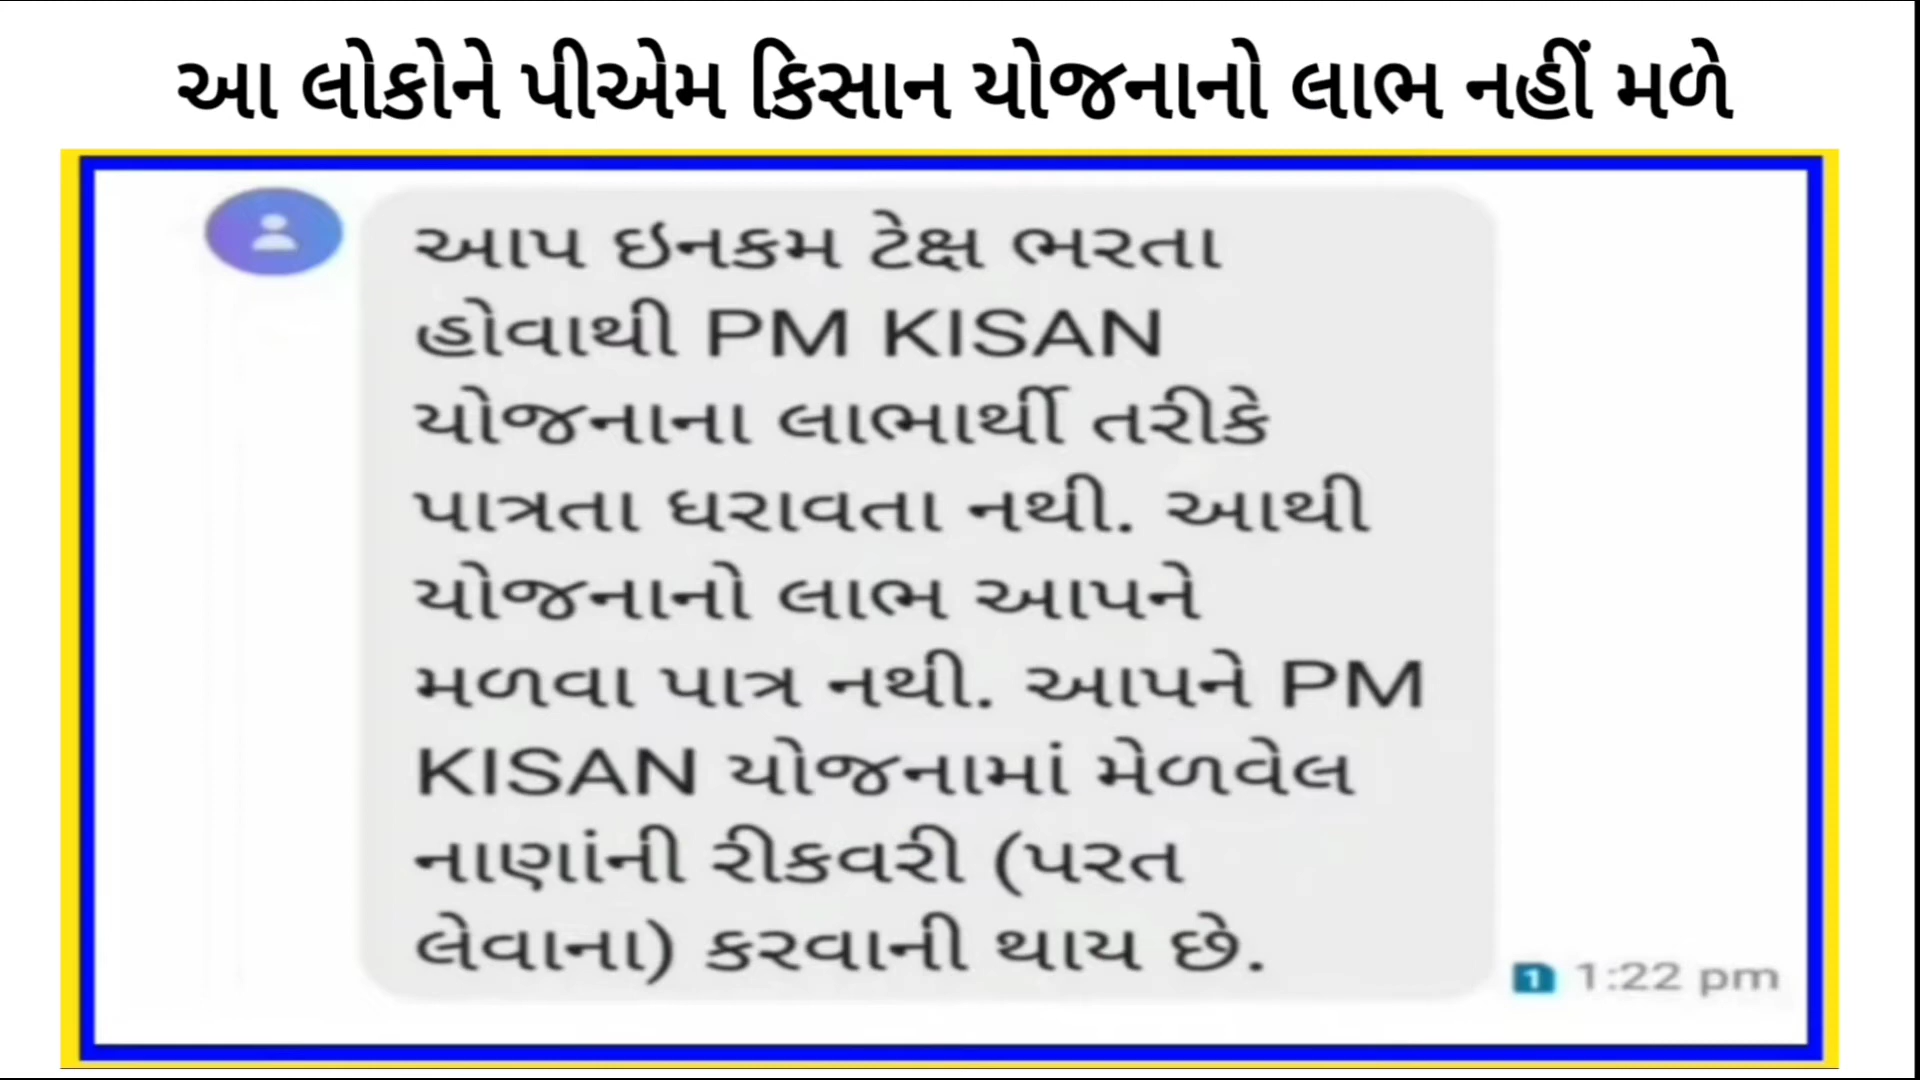 આ લોકોને પીએમ કિસાન યોજનાનો લાભ નહીં મળે
આપ ઇનકમ ટેક્ષ ભરતા
હોવાથી PM KISAN
યોજનાના લાભાર્થી તરીકે
પાત્રતા ધરાવતા નથી. આથી
યોજનાનો લાભ આપને
મળવા પાત્ર નથી. આપને PM
KISAN યોજનામાં મેળવેલ
નાણાંની રીકવરી (પરત
લેવાના) કરવાની થાય છે.
1 1:22 pm